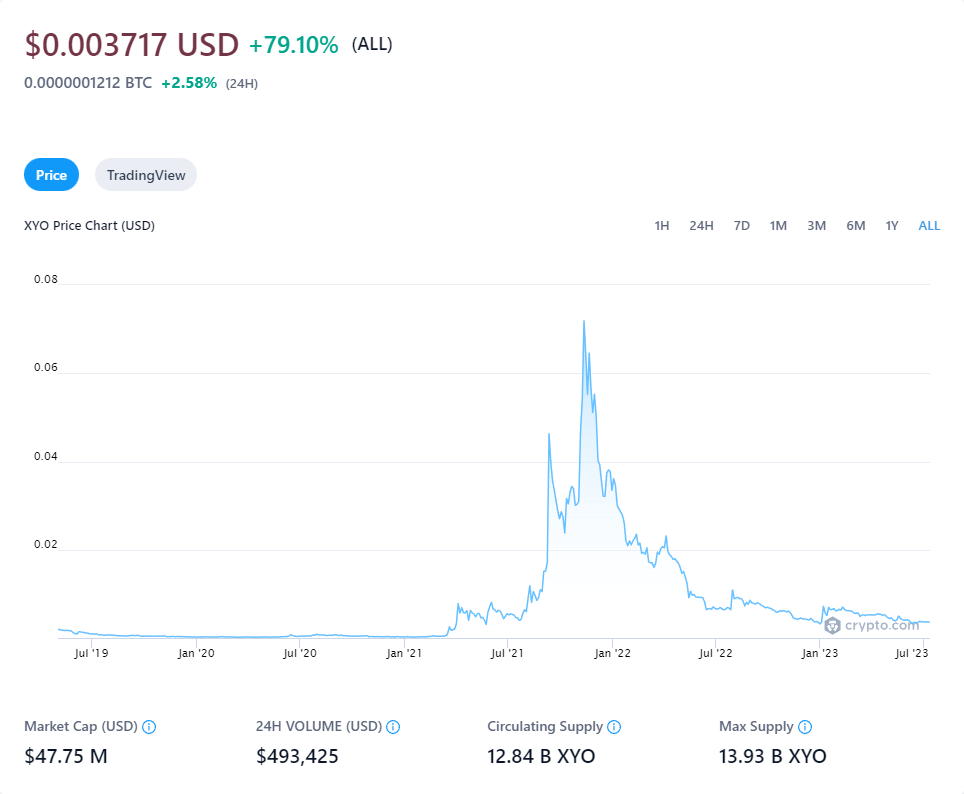 $0.003717 USD +79.10% (ALL)
0.0000001212 BTC +2.58% (24H)
Price TradingView
XYO Price Chart (USD) 1H 24H 7D 1M 3M 6M 1Y ALL
0.08
0.06
0.04
0.02
crypto.com
Jul '19 Jan '20 Jul '20 Jan '21 Jul '21 Jan '22 Jul '22 Jan '23 Jul '23
Market Cap (USD) 24H VOLUME (USD) Circulating Supply Max Supply
$47.75 M $493,425 12.84 B XYO 13.93 B XYO